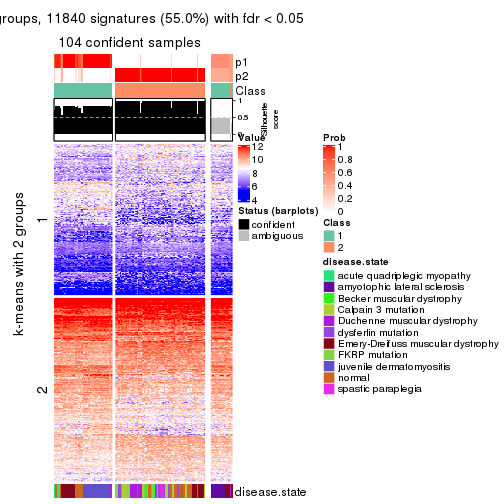 groups, 11840 signatures (55.0%) with fdr < 0.05
104 confident samples
p1
p2
Class
1
0.5
0
Silhouette
score
k-means with 2 groups
1
2
Value
12
10
8
6
4
Status (barplots)
confident
ambiguous
Prob
1
0.8
0.6
0.4
0.2
0
Class
1
2
disease.state
acute quadriplegic myopathy
amyotophic lateral sclerosis
Becker muscular dystrophy
Calpain 3 mutation
Duchenne muscular dystrophy
dysferlin mutation
Emery-Dreifuss muscular dystrophy
FKRP mutation
juvenile dermatomyositis
normal
spastic paraplegia
disease.state